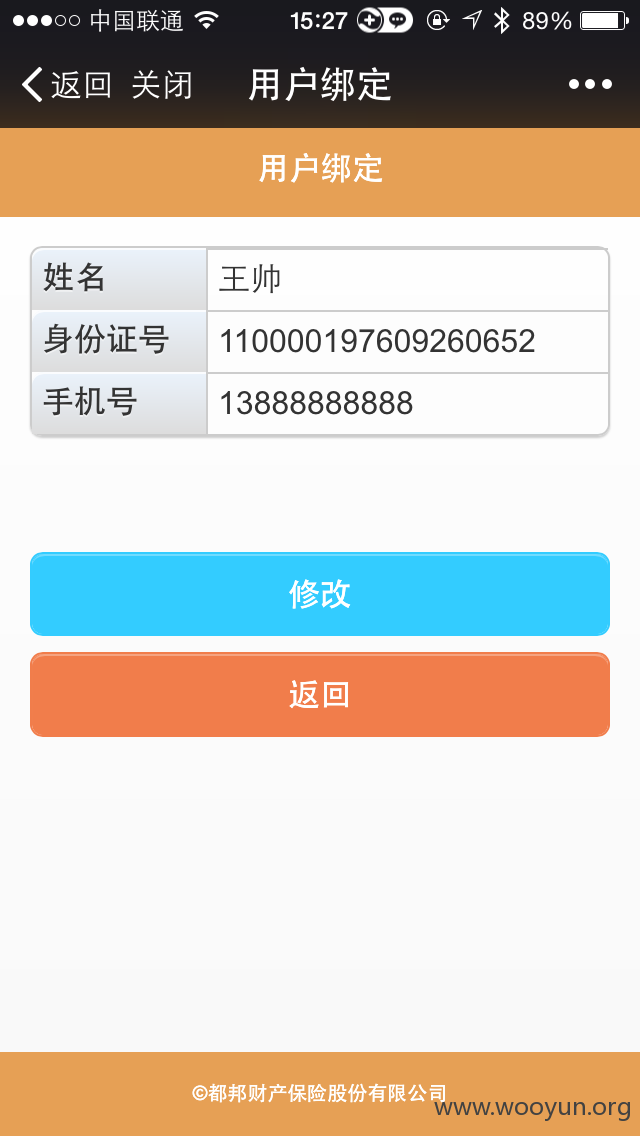 中国联通 15:27 89%
返回 关闭 用户绑定
用户绑定
姓名 王帅
身份证号 110000197609260652
手机号 13888888888
修改
返回
©都邦财产保险股份有限公司
www.wooyun.org